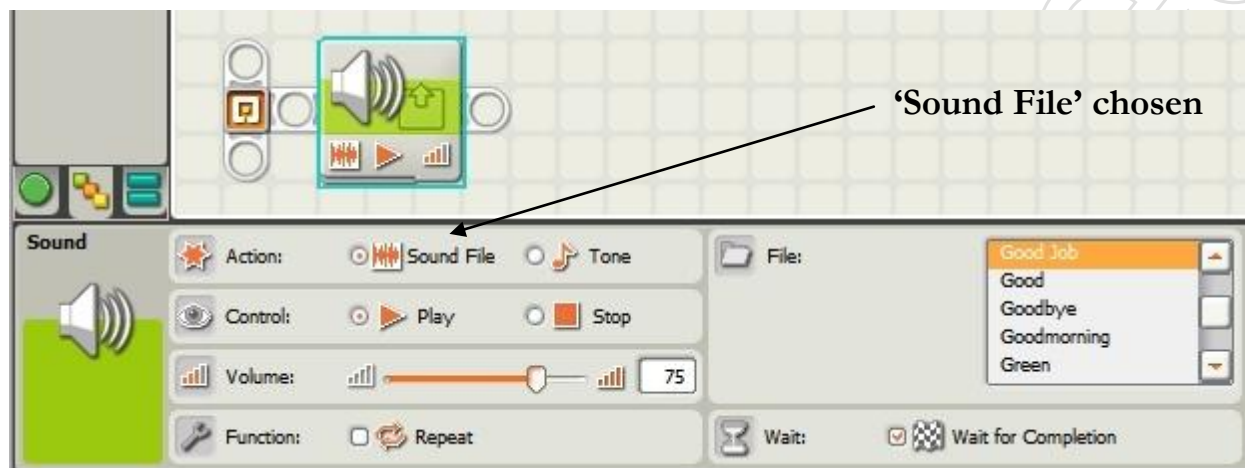 ‘Sound File’ chosen
Sound
Action: Sound File Tone
Control: Play Stop
Volume: 75
Function: Repeat
File:
Good Job
Good
Goodbye
Goodmorning
Green
Wait: Wait for Completion